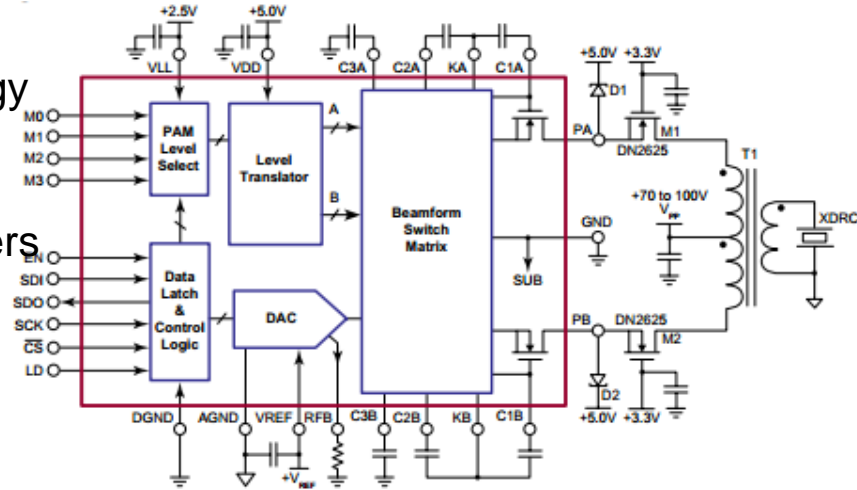 +2.5V
+5.0V
VLL
VDD
C3A
C2A
KA
C1A
+5.0V
+3.3V
gy
D1
M0
M1
M2
M3
PAM
Level
Select
Level
Translator
A
B
Beamform
Switch
Matrix
PA
M1
DN2625
T1
+70 to 100V
VPP
XDRC
GND
SUB
ers
EN
SDI
SDO
SCK
CS
LD
Data
Latch
&
Control
Logic
DAC
PB
DN2625
M2
D2
+5.0V
+3.3V
DGND
AGND
VREF
RFB
C3B
C2B
KB
C1B
+VREF